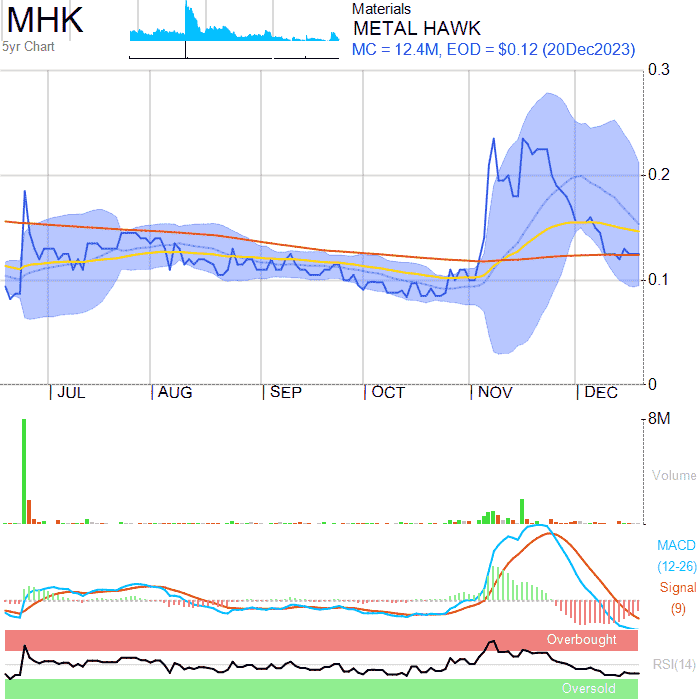 MHK
5yr Chart
Materials
METAL HAWK
MC = 12.4M, EOD = $0.12 (20Dec2023)
0.3
0.2
0.1
0
JUL AUG SEP OCT NOV DEC
8M
Volume
MACD
(12-26)
Signal
(9)
Overbought
RSI(14)
Oversold